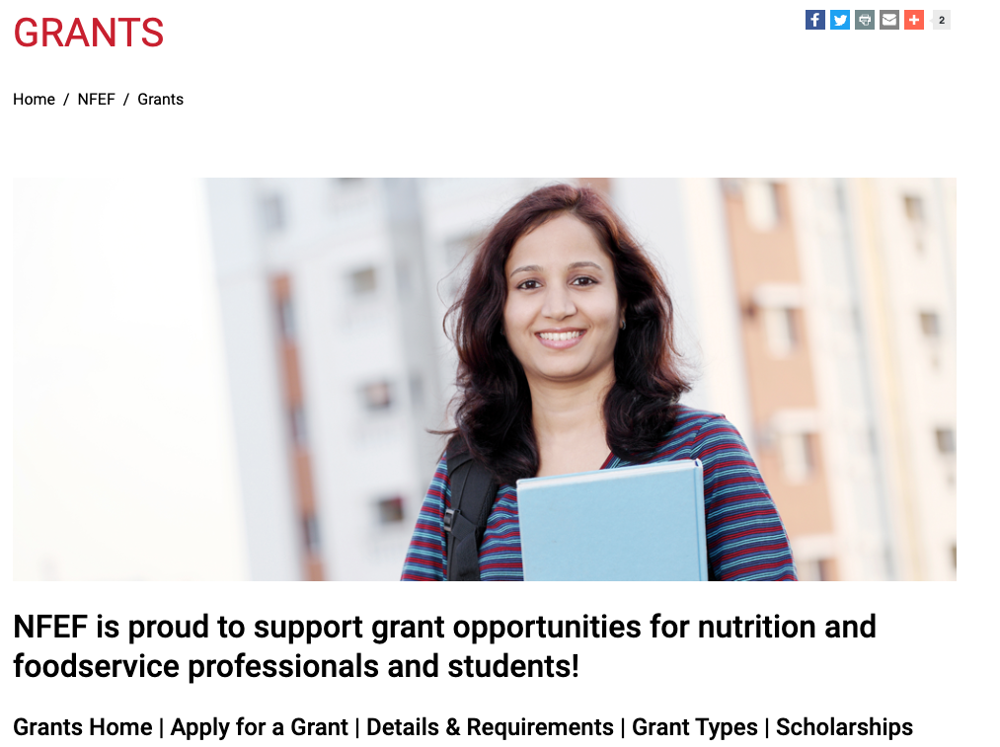 GRANTS
2
Home / NFEF / Grants
NFEF is proud to support grant opportunities for nutrition and
foodservice professionals and students!
Grants Home | Apply for a Grant | Details & Requirements | Grant Types | Scholarships